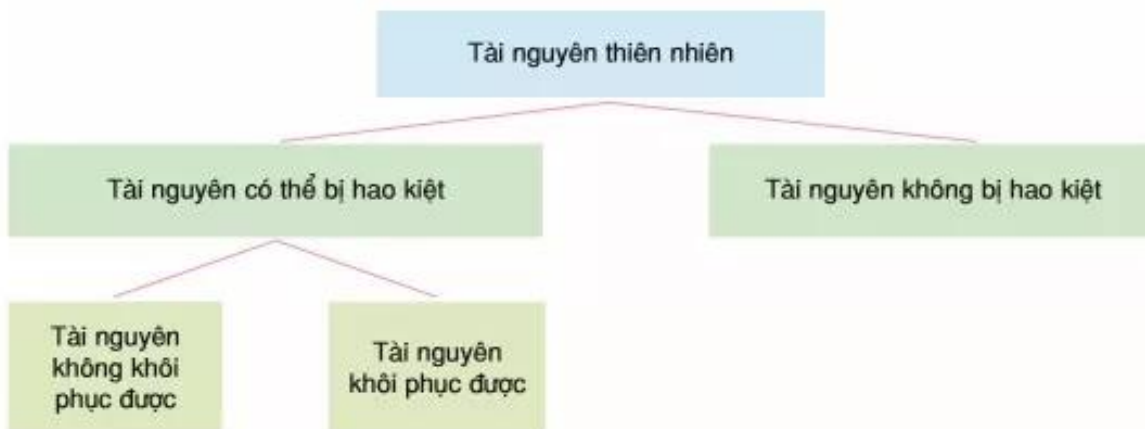 Tài nguyên thiên nhiên
Tài nguyên có thể bị hao kiệt
Tài nguyên không bị hao kiệt
Tài nguyên
không khôi
phục được
Tài nguyên
khôi phục được